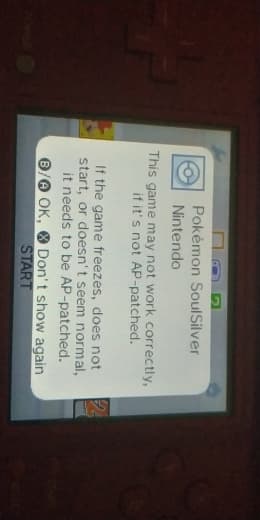 Pokémon SoulSilver
Nintendo
This game may not work correctly,
if it's not AP-patched.
If the game freezes, does not
start, or doesn't seem normal,
it needs to be AP-patched.
Ⓑ/Ⓐ OK, Ⓧ Don't show again
START